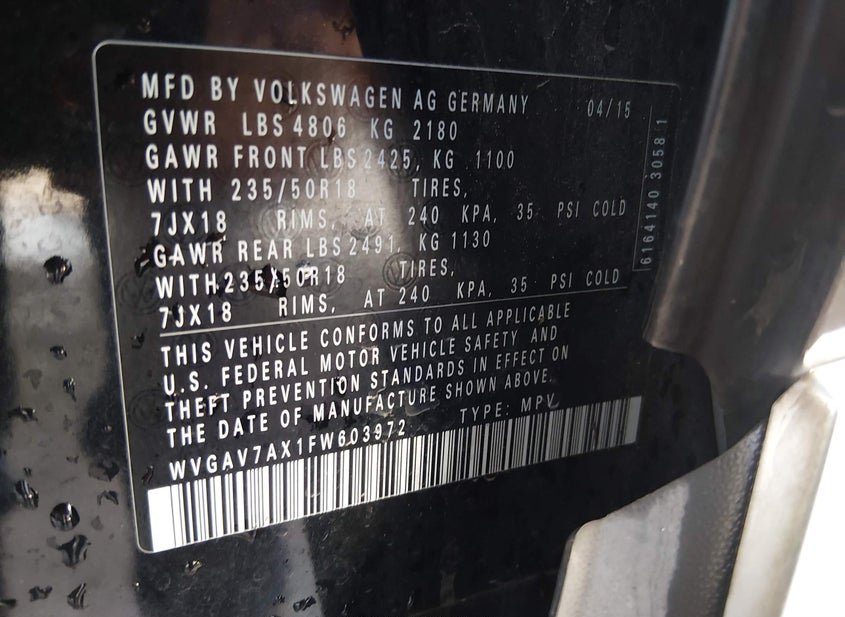 MFD BY VOLKSWAGEN AG GERMANY 04/15
GVWR LBS 4806 KG 2180
GAWR FRONT LBS 2425, KG 1100
WITH 235/50R18 TIRES,
7JX18 RIMS, AT 240 KPA, 35 PSI COLD
GAWR REAR LBS 2491, KG 1130
WITH 235/50R18 TIRES,
7JX18 RIMS, AT 240 KPA, 35 PSI COLD
THIS VEHICLE CONFORMS TO ALL APPLICABLE
U.S. FEDERAL MOTOR VEHICLE SAFETY AND
THEFT PREVENTION STANDARDS IN EFFECT ON
THE DATE OF MANUFACTURE SHOWN ABOVE.
WVGAV7AX1FW603972 TYPE: MPV
6164140 30581